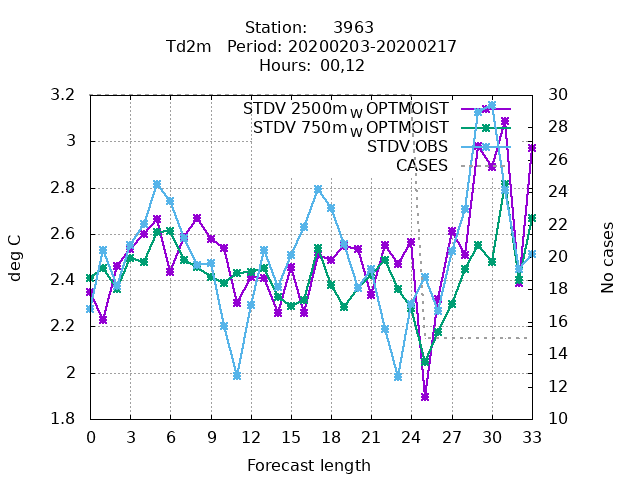 Station: 3963
Td2m Period: 20200203-20200217
Hours: 00,12
3.2
3
2.8
2.6
2.4
2.2
2
1.8
deg C
30
28
26
24
22
20
18
16
14
12
10
No cases
STDV 2500m_W OPTMOIST
STDV 750m_W OPTMOIST
STDV OBS
CASES
0 3 6 9 12 15 18 21 24 27 30 33
Forecast length